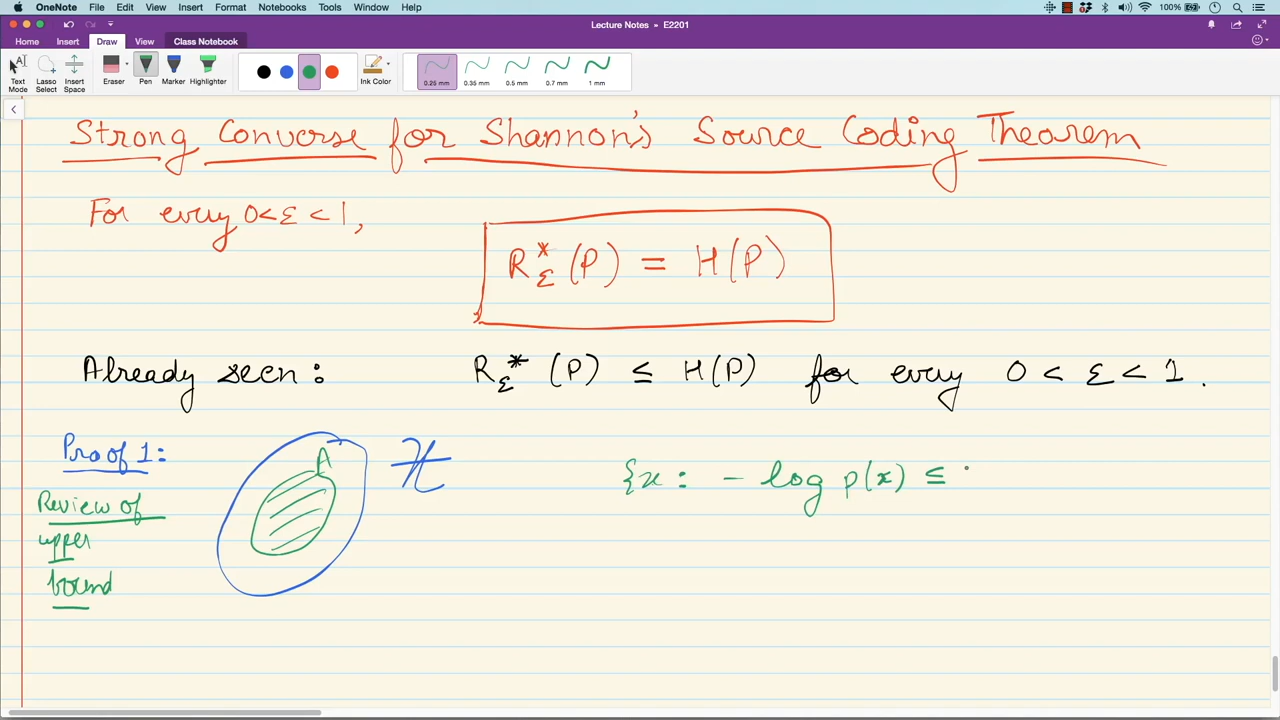 OneNote File Edit View Insert Format Notebooks Tools Window Help 100%
Lecture Notes » E2201
Home Insert Draw View Class Notebook
Text Mode Lasso Select Insert Space Eraser Pen Marker Highlighter Ink Color 0.25 mm 0.35 mm 0.5 mm 0.7 mm 1 mm
Strong Converse for Shannon's Source Coding Theorem
For every 0<ε<1,
R*_ε(P) = H(P)
Already seen: R_ε*(P) ≤ H(P) for every 0 < ε < 1.
Proof 1: A 𝒳
Review of {x: - log p(x) ≤
upper
bound